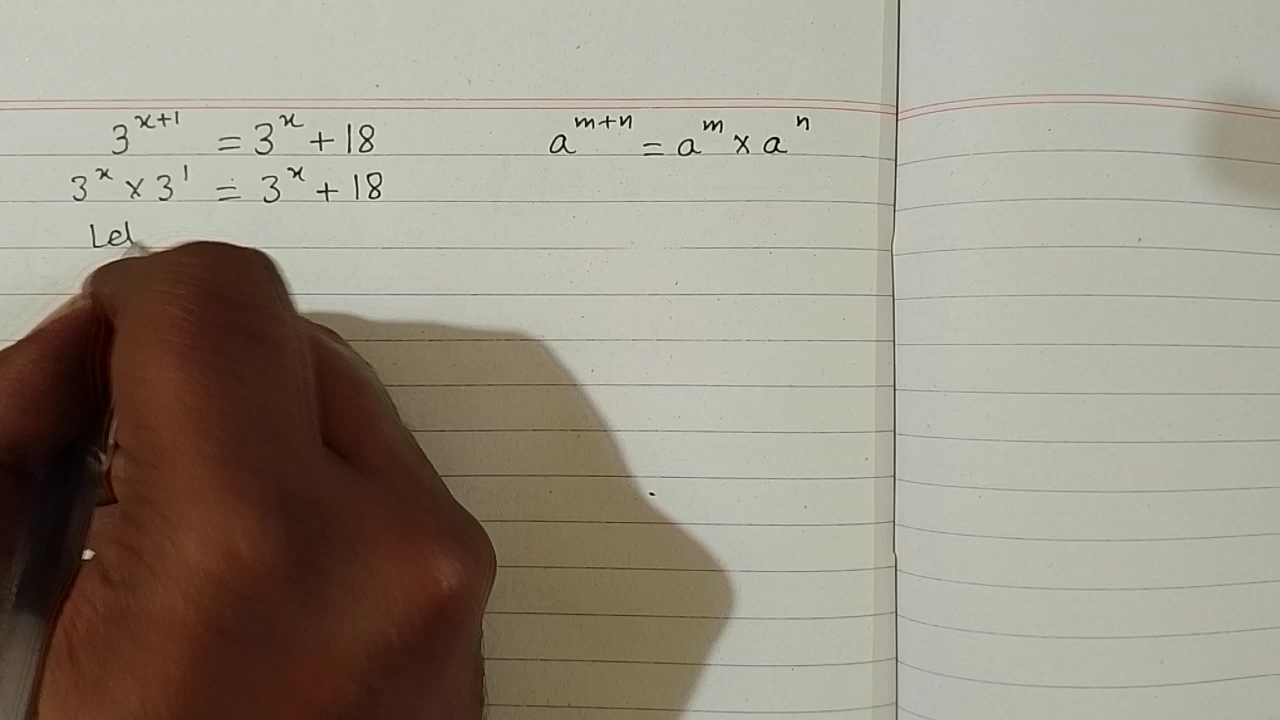 3^{x+1} = 3^x + 18
a^{m+n} = a^m × a^n
3^x × 3^1 = 3^x + 18
Let